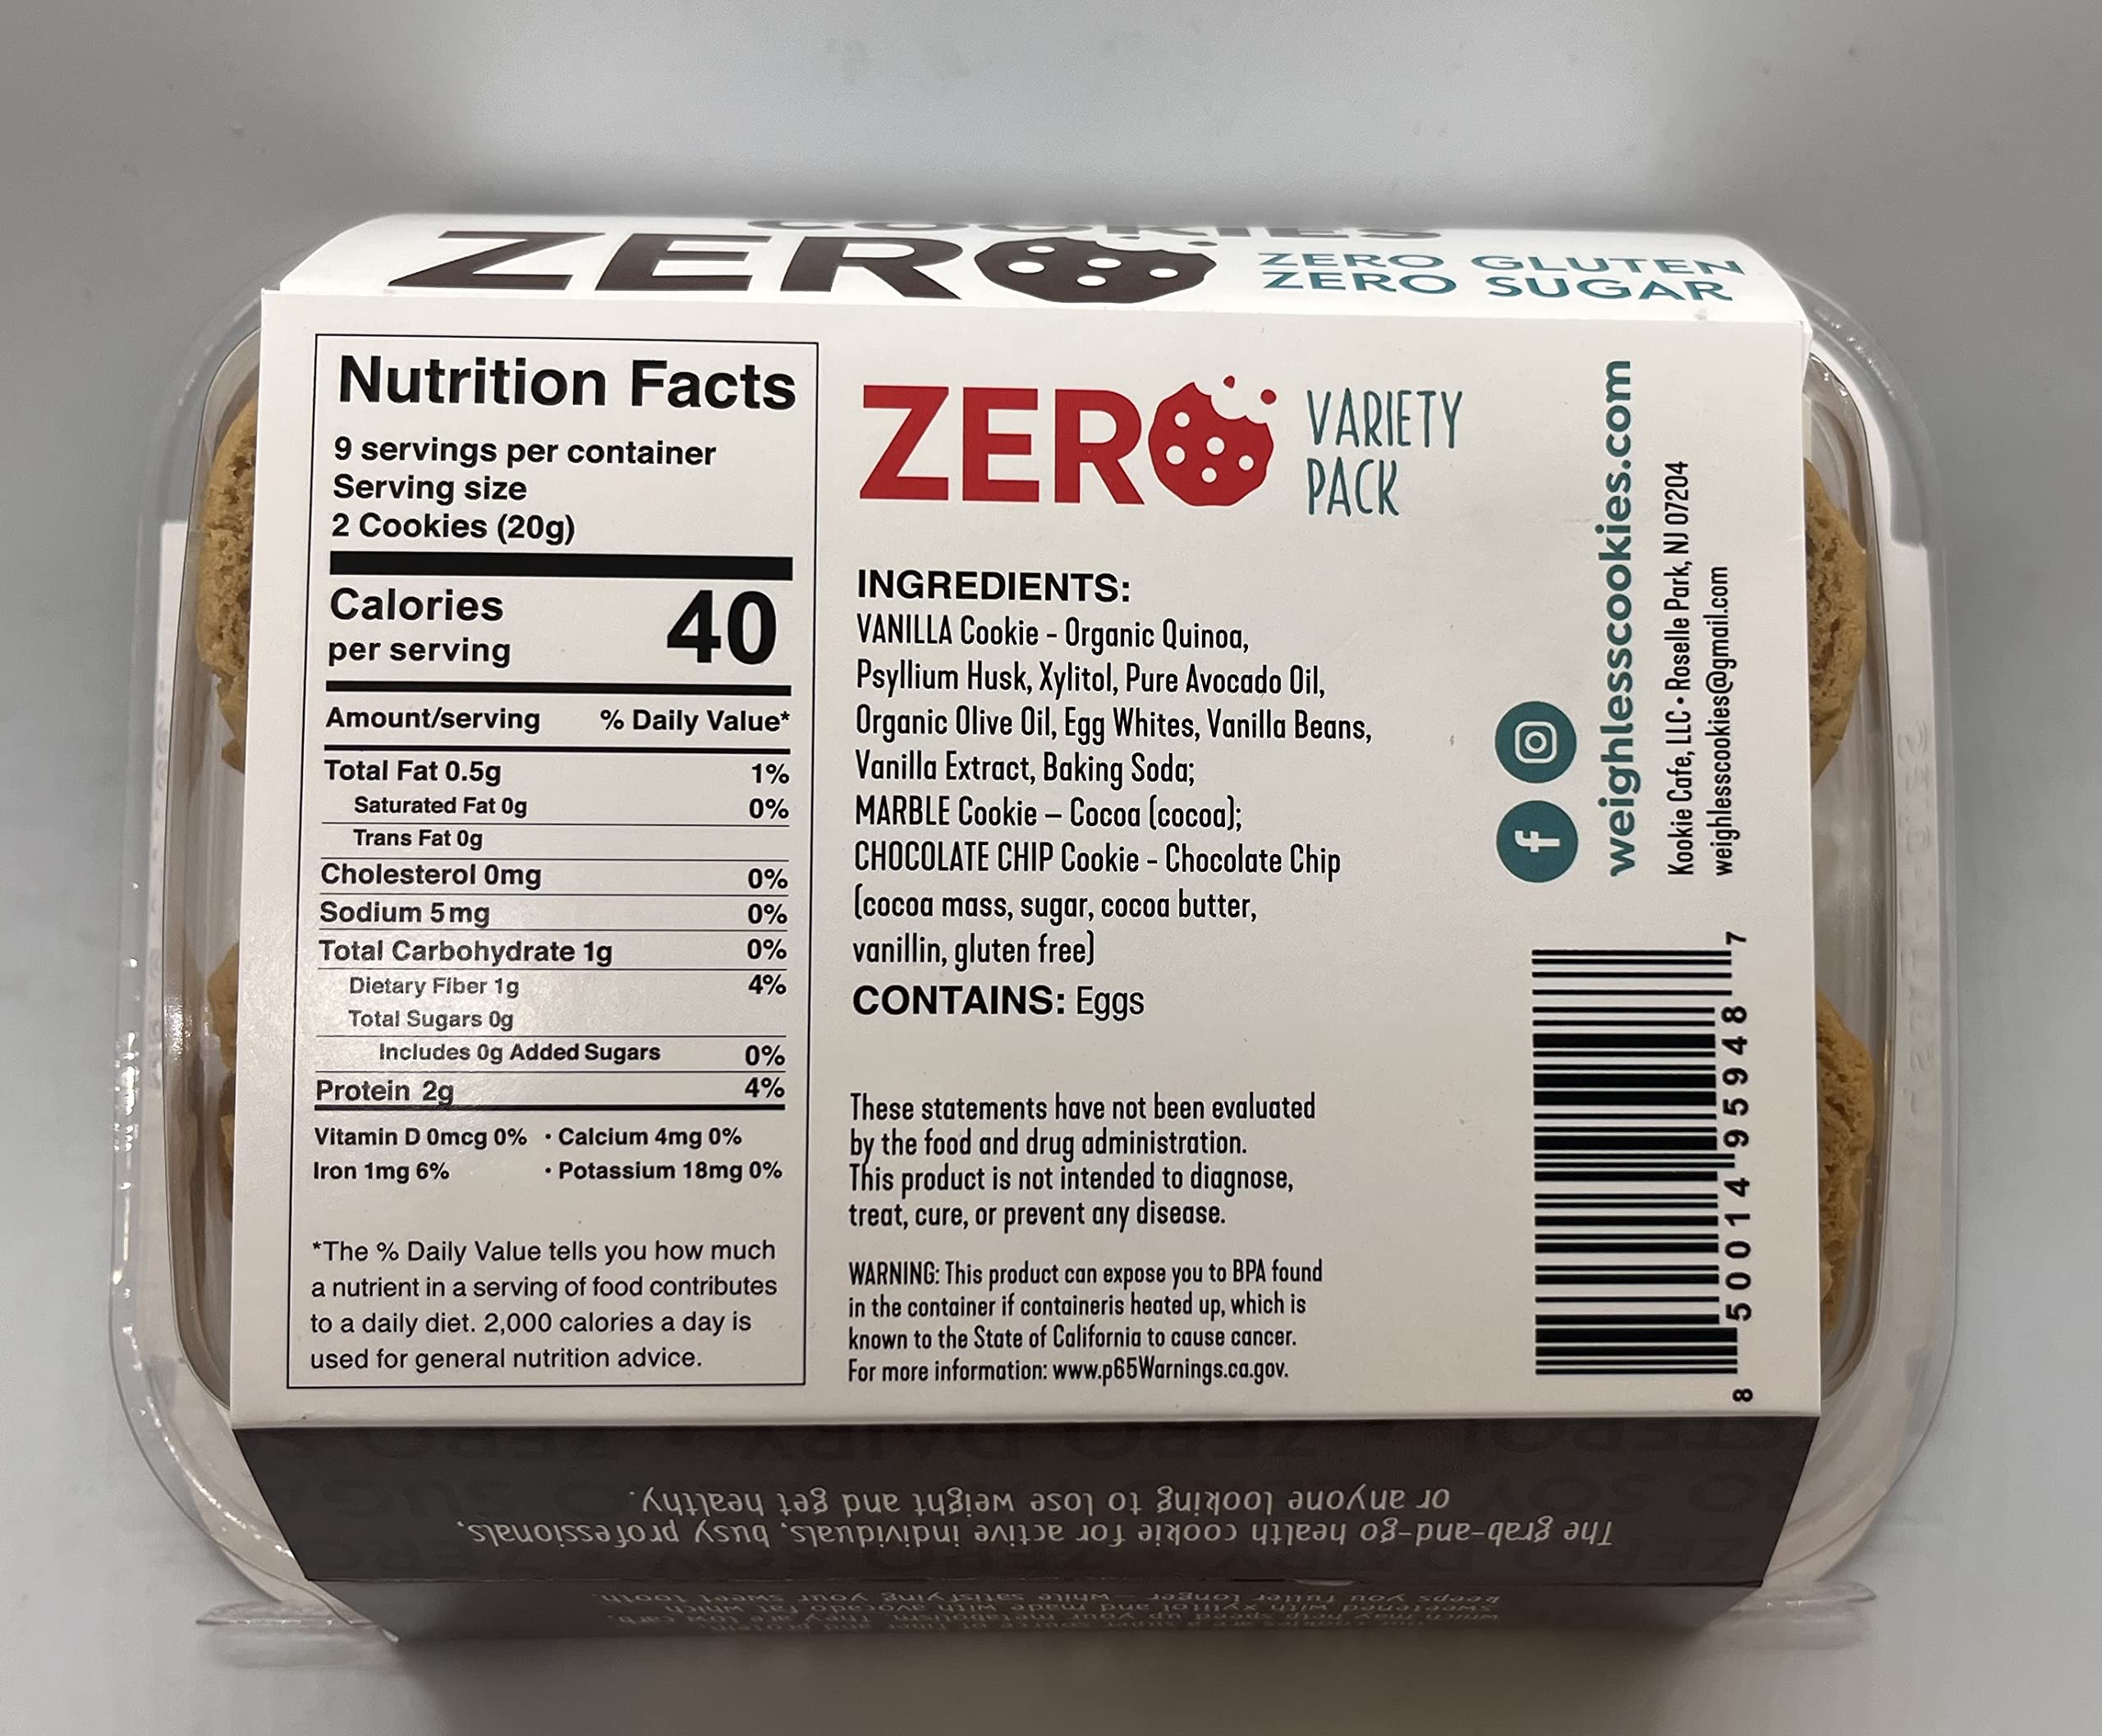 COOKIES
ZERO
ZERO GLUTEN
ZERO SUGAR
Nutrition Facts
9 servings per container
Serving size
2 Cookies (20g)
Calories
per serving 40
Amount/serving % Daily Value*
Total Fat 0.5g 1%
Saturated Fat 0g 0%
Trans Fat 0g
Cholesterol 0mg 0%
Sodium 5mg 0%
Total Carbohydrate 1g 0%
Dietary Fiber 1g 4%
Total Sugars 0g
Includes 0g Added Sugars 0%
Protein 2g 4%
Vitamin D 0mcg 0% • Calcium 4mg 0%
Iron 1mg 6% • Potassium 18mg 0%
*The % Daily Value tells you how much
a nutrient in a serving of food contributes
to a daily diet. 2,000 calories a day is
used for general nutrition advice.
ZERO
VARIETY
PACK
INGREDIENTS:
VANILLA Cookie - Organic Quinoa,
Psyllium Husk, Xylitol, Pure Avocado Oil,
Organic Olive Oil, Egg Whites, Vanilla Beans,
Vanilla Extract, Baking Soda;
MARBLE Cookie – Cocoa (cocoa);
CHOCOLATE CHIP Cookie - Chocolate Chip
(cocoa mass, sugar, cocoa butter,
vanillin, gluten free)
CONTAINS: Eggs
These statements have not been evaluated
by the food and drug administration.
This product is not intended to diagnose,
treat, cure, or prevent any disease.
WARNING: This product can expose you to BPA found
in the container if containeris heated up, which is
known to the State of California to cause cancer.
For more information: www.p65Warnings.ca.gov.
weighlesscookies.com
Kookie Cafe, LLC • Roselle Park, NJ 07204
weighlesscookies@gmail.com
8 50014 95948 7
The grab-and-go health cookie for active individuals, busy professionals,
or anyone looking to lose weight and get healthy.
keeps you fuller longer – while satisfying your sweet tooth